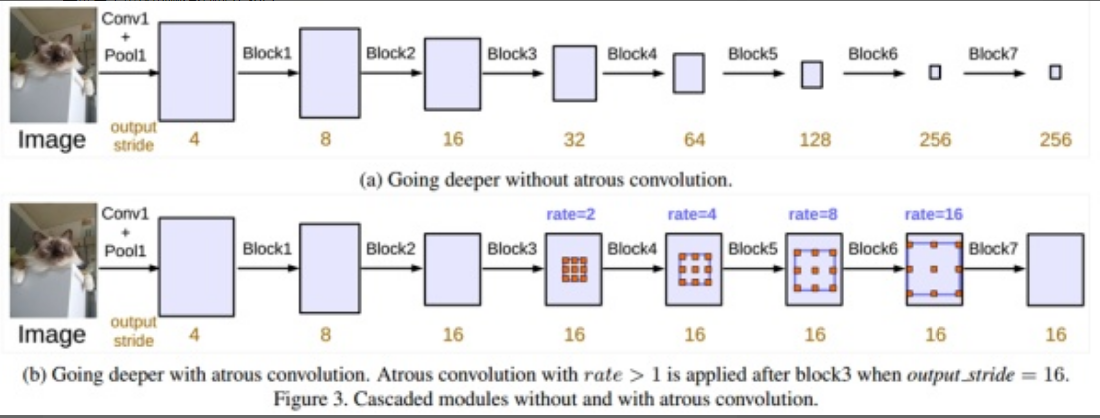 Conv1
+
Pool1
Block1
Block2
Block3
Block4
Block5
Block6
Block7
Image
output
stride
4
8
16
32
64
128
256
256
(a) Going deeper without atrous convolution.
rate=2
rate=4
rate=8
rate=16
Conv1
+
Pool1
Block1
Block2
Block3
Block4
Block5
Block6
Block7
Image
output
stride
4
8
16
16
16
16
16
16
(b) Going deeper with atrous convolution. Atrous convolution with rate > 1 is applied after block3 when output_stride = 16.
Figure 3. Cascaded modules without and with atrous convolution.